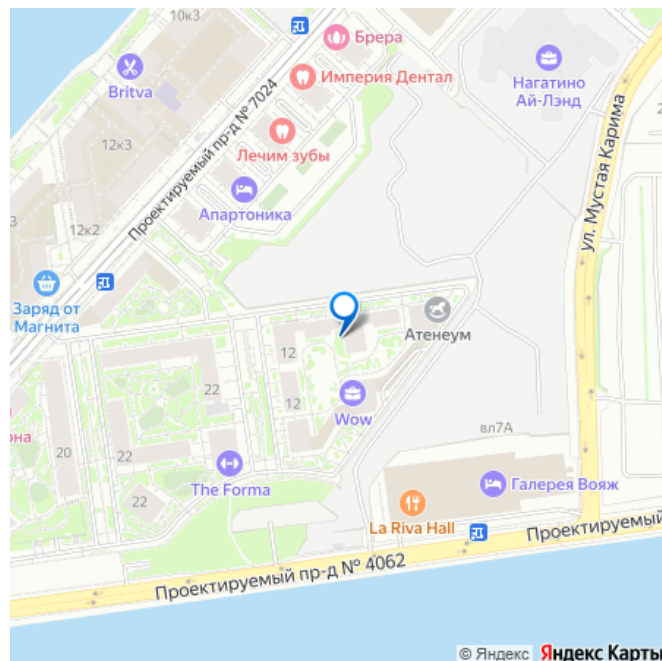 10к3
Брера
Britva
Империя Дентал
Нагатино
Ай-Лэнд
12к3
Лечим зубы
Проектируемый пр-д № 7024
ул. Мустая Карима
Апартоника
12к2
Заряд от
Магнита
Атенеум
12
22
12
Wow
она
вл7А
20
22
The Forma
Галерея Вояж
22
La Riva Hall
Проектируемый
Проектируемый пр-д № 4062
© Яндекс Яндекс Карты